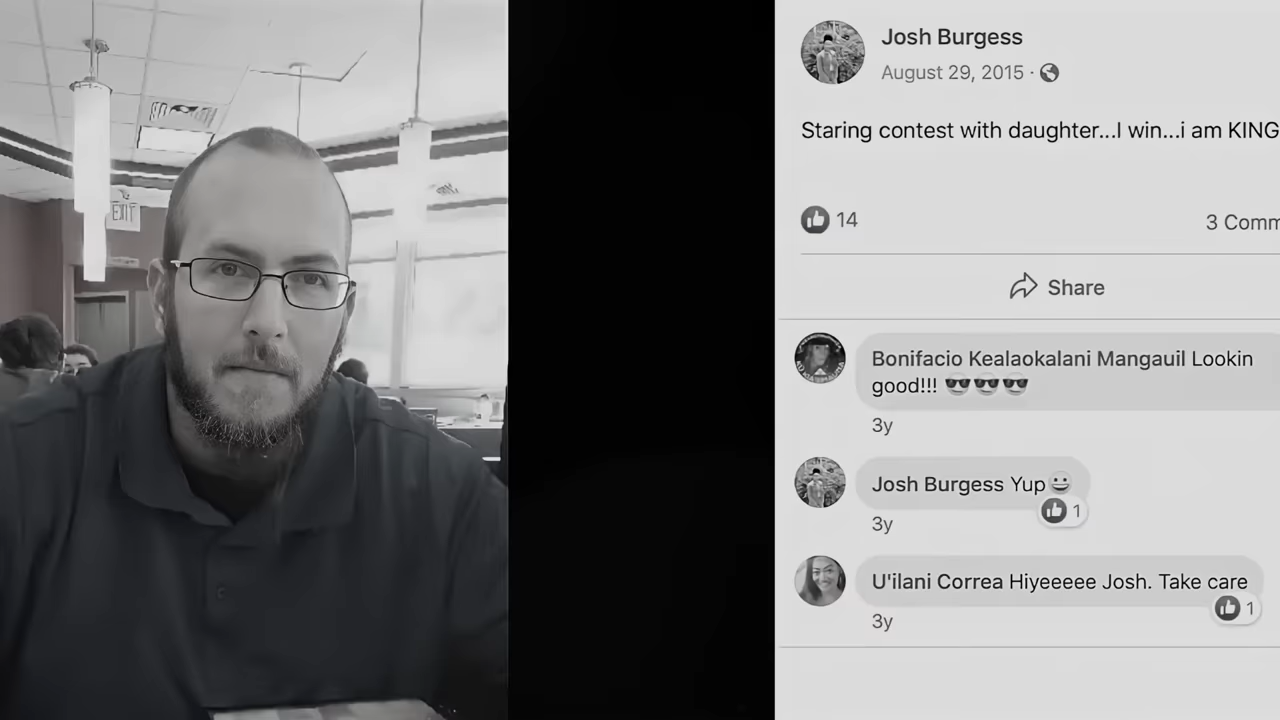 EXIT
Josh Burgess
August 29, 2015 ·
Staring contest with daughter...I win...i am KING
14
3 Comm
Share
Bonifacio Kealaokalani Mangauil Lookin
good!!! 😎😎😎
3y
Josh Burgess Yup😀
1
3y
U'ilani Correa Hiyeeeee Josh. Take care
1
3y